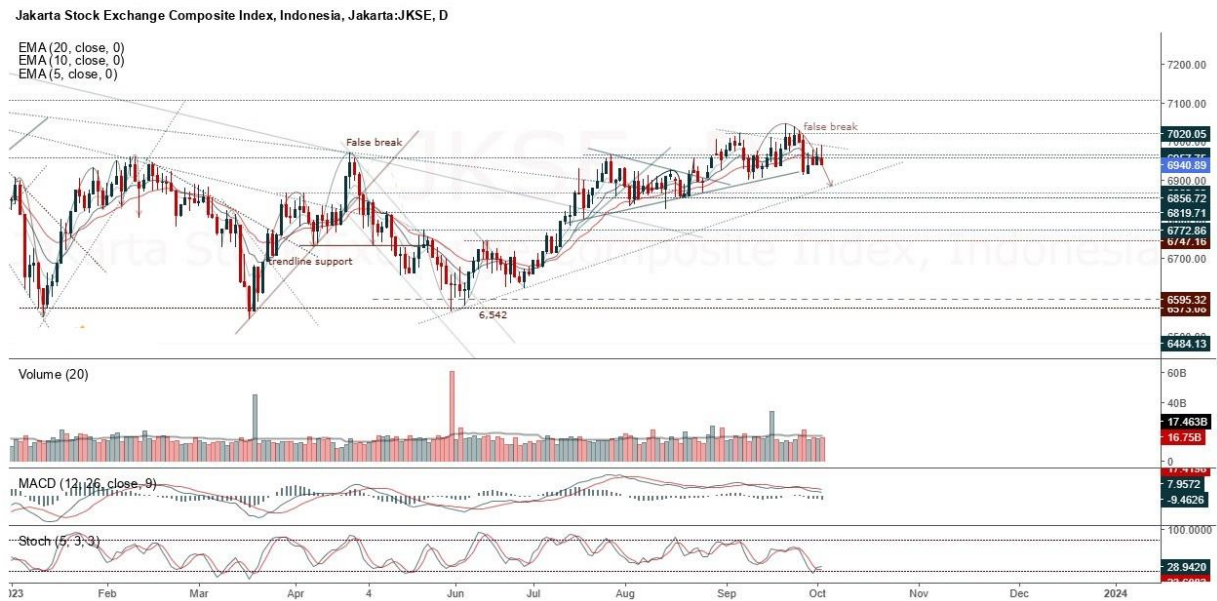 Jakarta Stock Exchange Composite Index, Indonesia, Jakarta:JKSE, D
EMA (20, close, 0)
EMA (10, close, 0)
EMA (5, close, 0)
7200.00
7100.00
false break
7020.05
False break
6940.89
6900.00
6856.72
6819.71
6772.86
6747.16
trendline support
6700.00
6595.32
6,542
6484.13
Volume (20)
60B
40B
17.463B
16.75B
0
MACD (12, 26, close, 9)
7.9572
-9.4626
Stoch (5, 3, 3)
100.0000
28.9420
Feb Mar Apr 4 Jun Jul Aug Sep Oct Nov Dec 2024